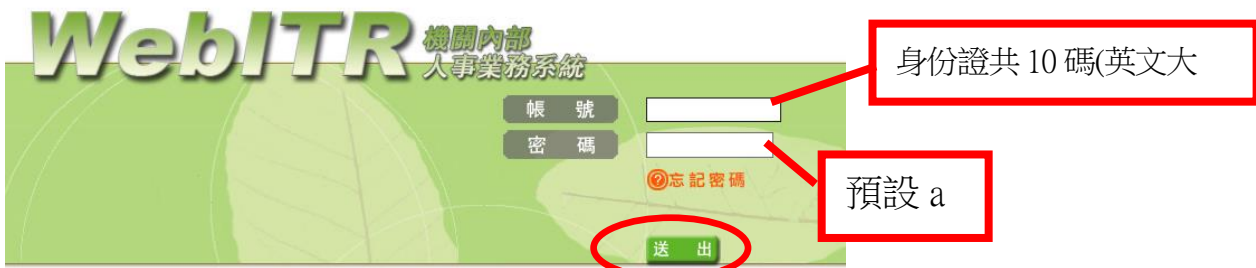 WebITR 機關內部
人事業務系統
身份證共 10 碼(英文大
帳 號
密 碼
忘記密碼
預設 a
送 出